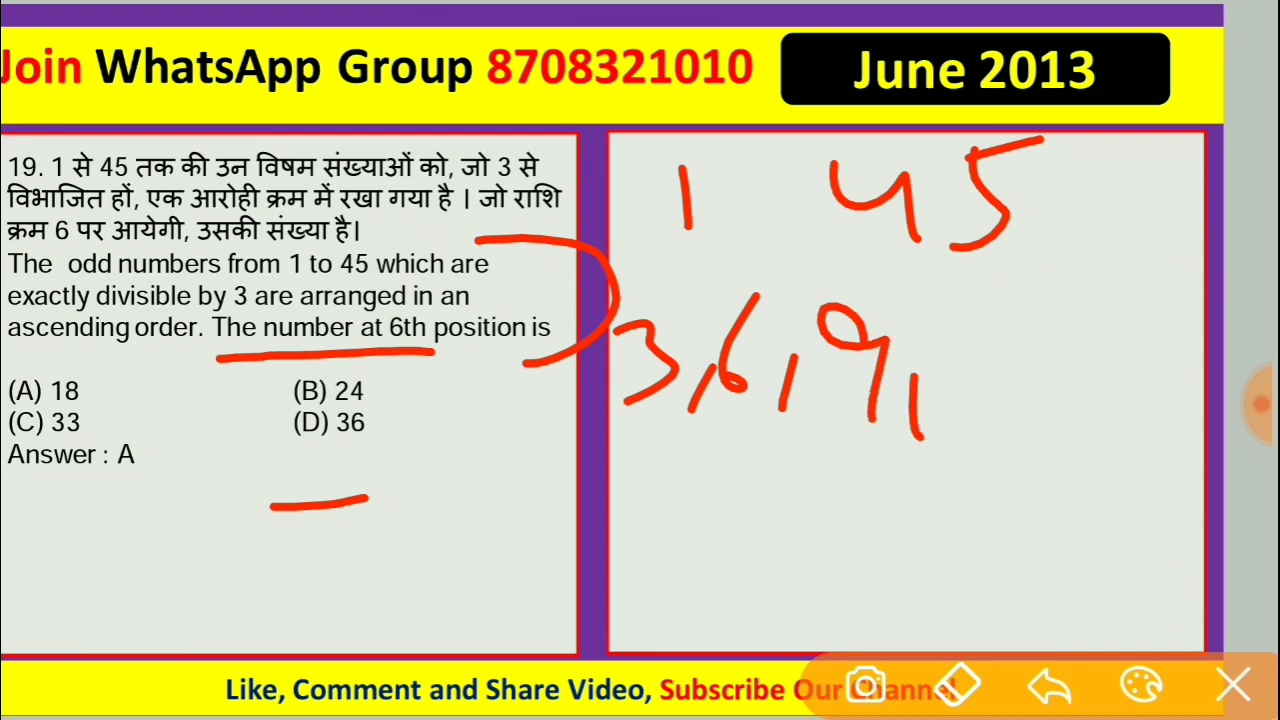 Join WhatsApp Group 8708321010
June 2013
19. 1 से 45 तक की उन विषम संख्याओं को, जो 3 से
विभाजित हों, एक आरोही क्रम में रखा गया है । जो राशि
क्रम 6 पर आयेगी, उसकी संख्या है।
The odd numbers from 1 to 45 which are
exactly divisible by 3 are arranged in an
ascending order. The number at 6th position is
(A) 18 (B) 24
(C) 33 (D) 36
Answer : A
1 45
3, 6, 9,
Like, Comment and Share Video, Subscribe Our Channel